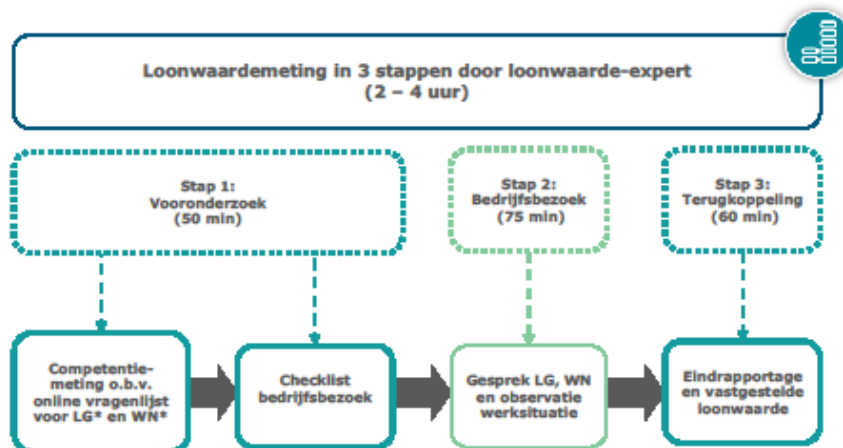 Loonwaardemeting in 3 stappen door loonwaarde-expert
(2 – 4 uur)
Stap 1:
Vooronderzoek
(50 min)
Stap 2:
Bedrijfsbezoek
(75 min)
Stap 3:
Terugkoppeling
(60 min)
Competentie-
meting o.b.v.
online vragenlijst
voor LG* en WN*
Checklist
bedrijfsbezoek
Gesprek LG, WN
en observatie
werksituatie
Eindrapportage
en vastgestelde
loonwaarde